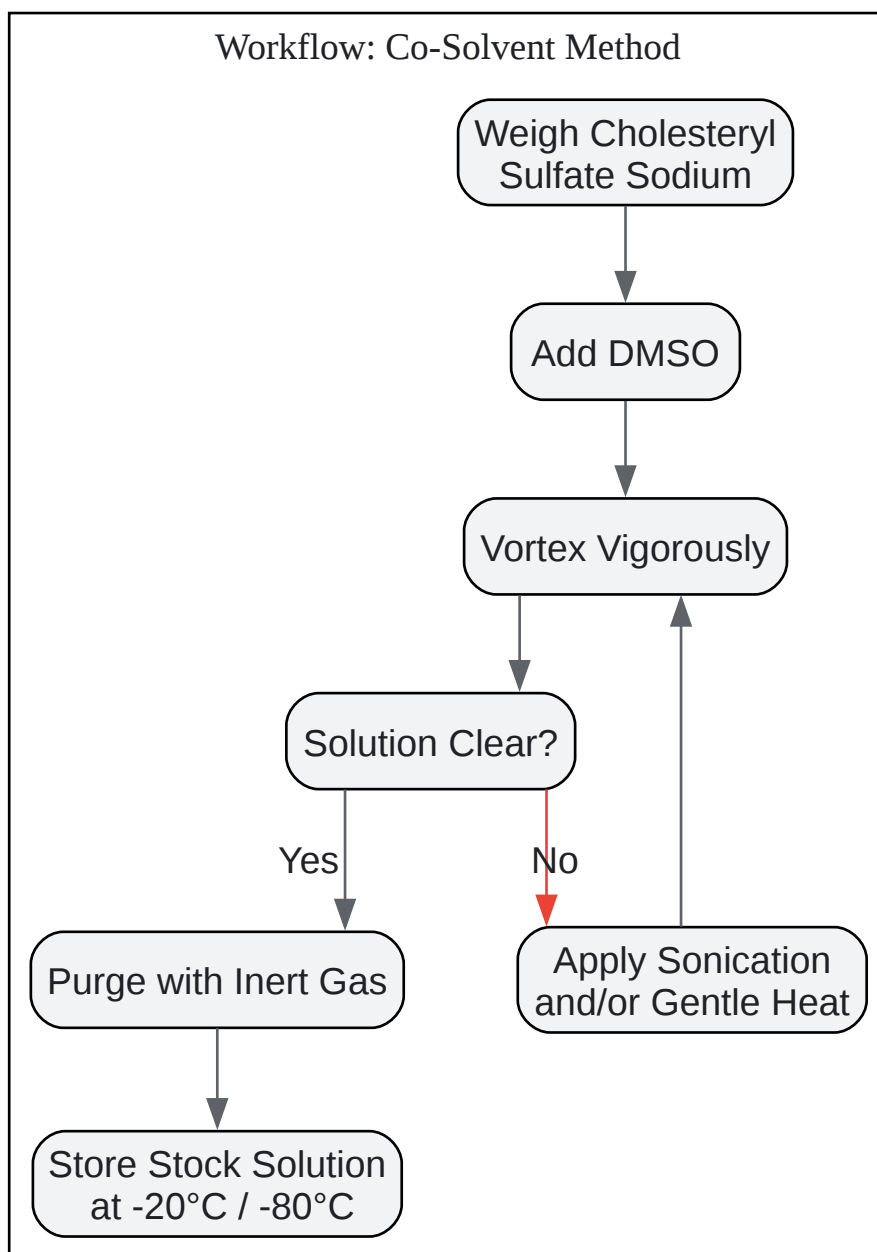 Workflow: Co-Solvent Method
Weigh Cholesteryl
Sulfate Sodium
Add DMSO
Vortex Vigorously
Solution Clear?
Yes
No
Purge with Inert Gas
Apply Sonication
and/or Gentle Heat
Store Stock Solution
at -20°C / -80°C